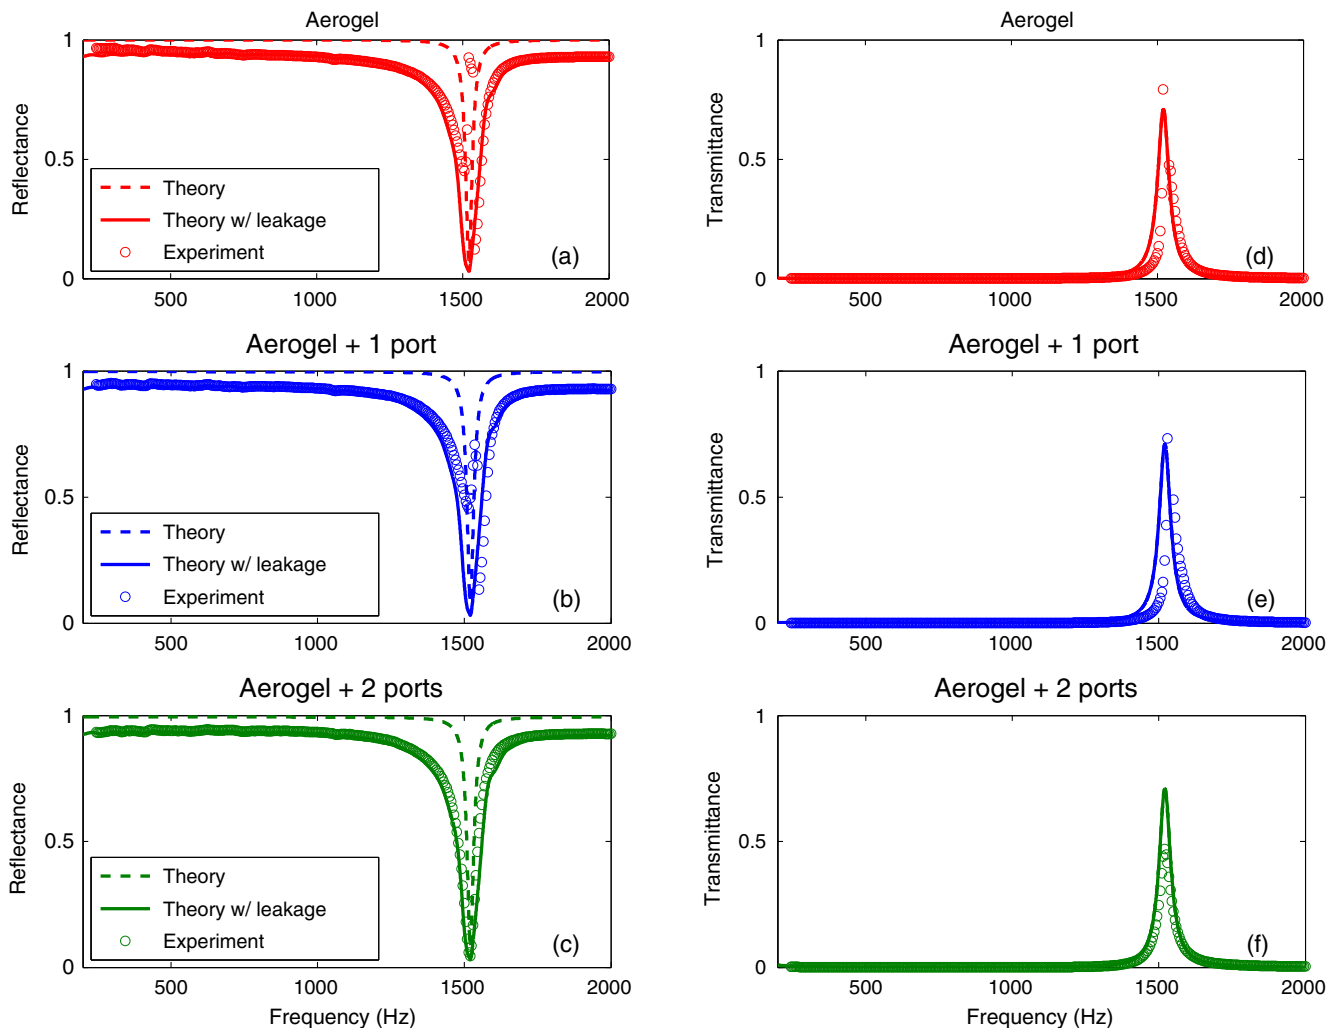 Aerogel
Reflectance
1
0.5
0
Theory
Theory w/ leakage
Experiment
(a)
500
1000
1500
2000
Aerogel
Transmittance
1
0.5
0
(d)
500
1000
1500
2000
Aerogel + 1 port
Reflectance
1
0.5
0
Theory
Theory w/ leakage
Experiment
(b)
500
1000
1500
2000
Aerogel + 1 port
Transmittance
1
0.5
0
(e)
500
1000
1500
2000
Aerogel + 2 ports
Reflectance
1
0.5
0
Theory
Theory w/ leakage
Experiment
(c)
500
1000
1500
2000
Frequency (Hz)
Aerogel + 2 ports
Transmittance
1
0.5
0
(f)
500
1000
1500
2000
Frequency (Hz)